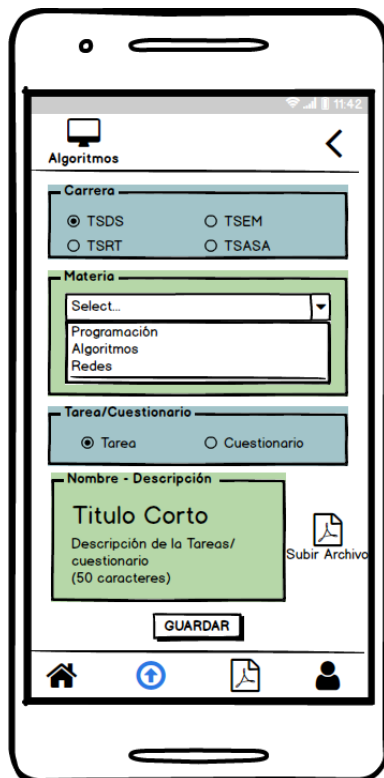 11:42
Algoritmos
Carrera
TSDS
TSEM
TSRT
TSASA
Materia
Select...
Programación
Algoritmos
Redes
Tarea/Cuestionario
Tarea
Cuestionario
Nombre - Descripción
Titulo Corto
Descripción de la Tareas/
cuestionario
(50 caracteres)
Subir Archivo
GUARDAR